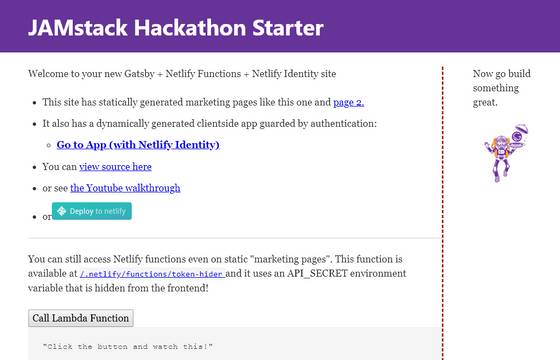 JAMstack Hackathon Starter
Welcome to your new Gatsby + Netlify Functions + Netlify Identity site
This site has statically generated marketing pages like this one and page 2.
It also has a dynamically generated clientside app guarded by authentication:
Go to App (with Netlify Identity)
You can view source here
or see the Youtube walkthrough
or Deploy to netlify
You can still access Netlify functions even on static "marketing pages". This function is
available at /.netlify/functions/token-hider and it uses an API_SECRET environment
variable that is hidden from the frontend!
Call Lambda Function
"Click the button and watch this!"
Now go build
something
great.